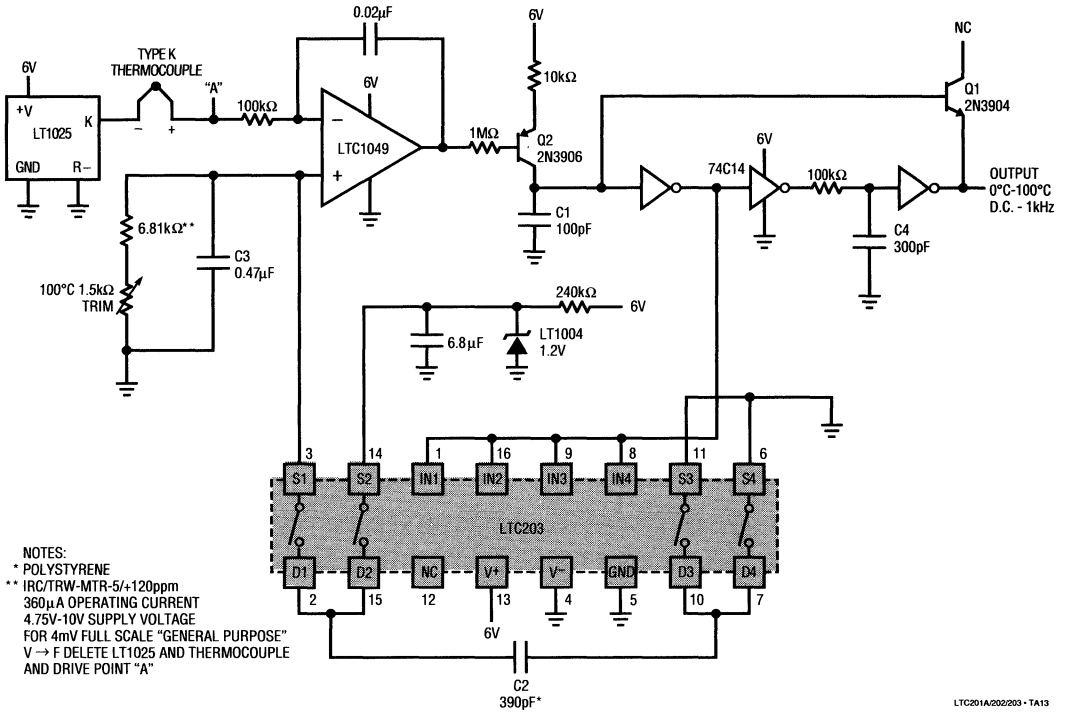 0.02µF
6V
NC
TYPE K
THERMOCOUPLE
6V
"A"
6V
10kΩ
Q1
2N3904
+V
K
LT1025
GND
R−
− +
100kΩ
−
LTC1049
+
1MΩ
Q2
2N3906
74C14
6V
100kΩ
OUTPUT
0°C-100°C
D.C. - 1kHz
C1
100pF
C4
300pF
6.81kΩ**
C3
0.47µF
100°C 1.5kΩ
TRIM
240kΩ
6V
6.8µF
LT1004
1.2V
3 14 1 16 9 8 11 6
S1 S2 IN1 IN2 IN3 IN4 S3 S4
LTC203
D1 D2 NC V+ V− GND D3 D4
2 15 12 13 4 5 10 7
6V
C2
390pF*
NOTES:
* POLYSTYRENE
** IRC/TRW-MTR-5/+120ppm
360µA OPERATING CURRENT
4.75V-10V SUPPLY VOLTAGE
FOR 4mV FULL SCALE "GENERAL PURPOSE"
V → F DELETE LT1025 AND THERMOCOUPLE
AND DRIVE POINT "A"
LTC201A/202/203 • TA13